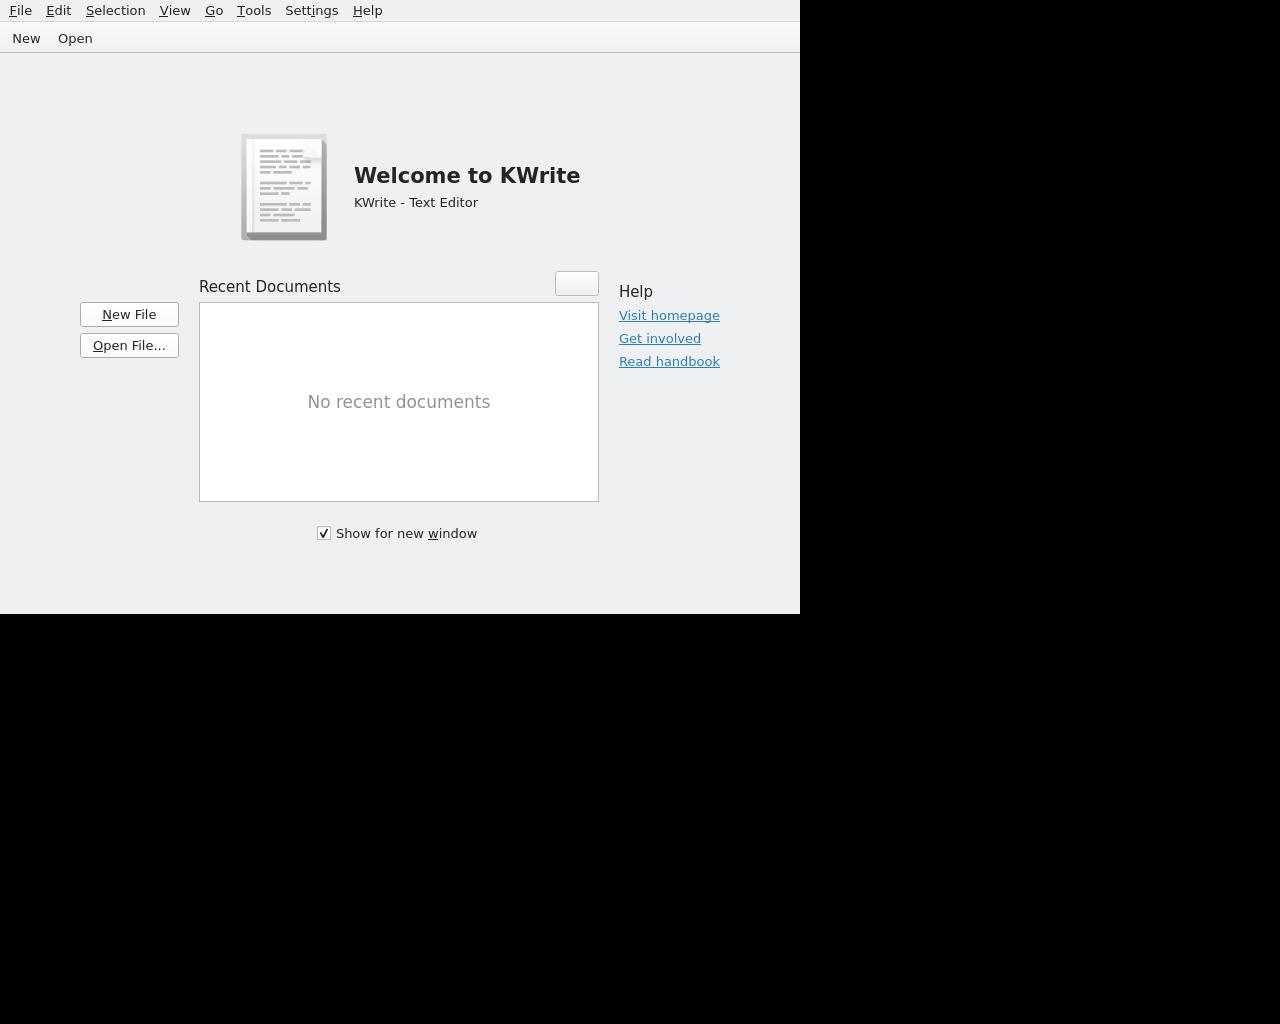 File Edit Selection View Go Tools Settings Help
New Open
Welcome to KWrite
KWrite - Text Editor
Recent Documents
New File
Open File...
No recent documents
Help
Visit homepage
Get involved
Read handbook
Show for new window